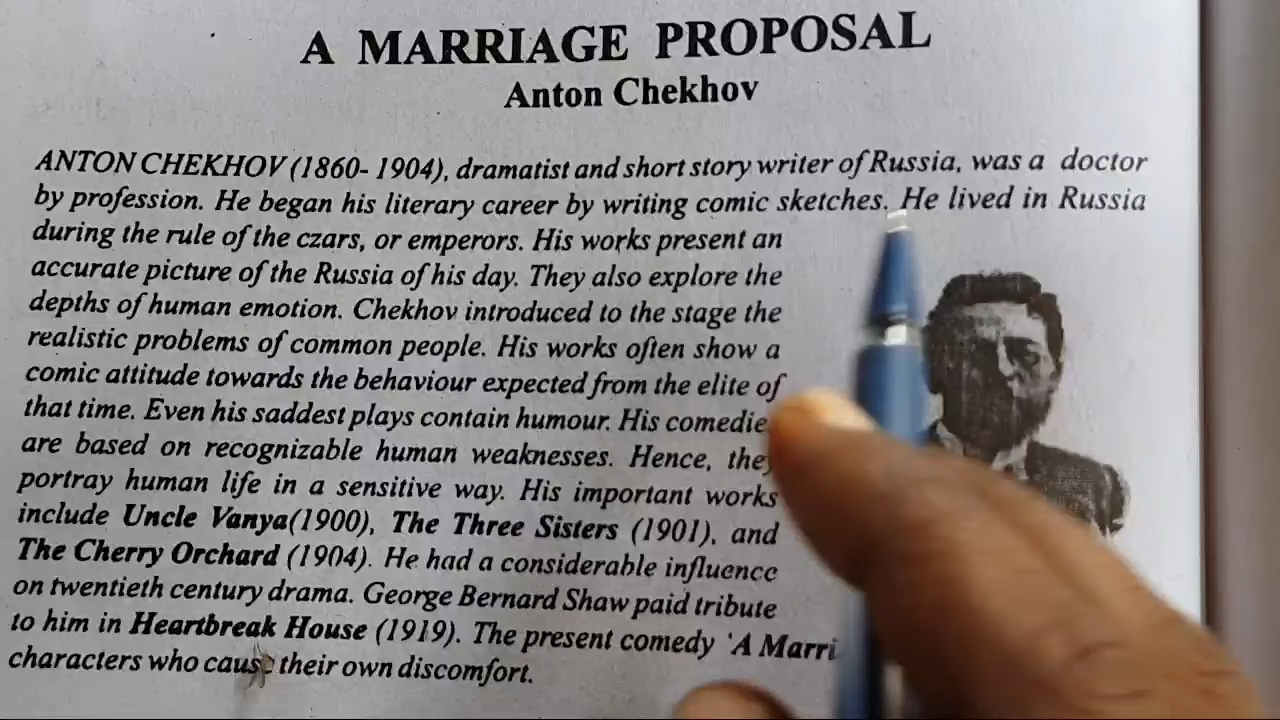 A MARRIAGE PROPOSAL
Anton Chekhov
ANTON CHEKHOV (1860- 1904), dramatist and short story writer of Russia, was a doctor
by profession. He began his literary career by writing comic sketches. He lived in Russia
during the rule of the czars, or emperors. His works present an
accurate picture of the Russia of his day. They also explore the
depths of human emotion. Chekhov introduced to the stage the
realistic problems of common people. His works often show a
comic attitude towards the behaviour expected from the elite of
that time. Even his saddest plays contain humour. His comedie
are based on recognizable human weaknesses. Hence, they
portray human life in a sensitive way. His important works
include Uncle Vanya(1900), The Three Sisters (1901), and
The Cherry Orchard (1904). He had a considerable influence
on twentieth century drama. George Bernard Shaw paid tribute
to him in Heartbreak House (1919). The present comedy 'A Marri
characters who cause their own discomfort.